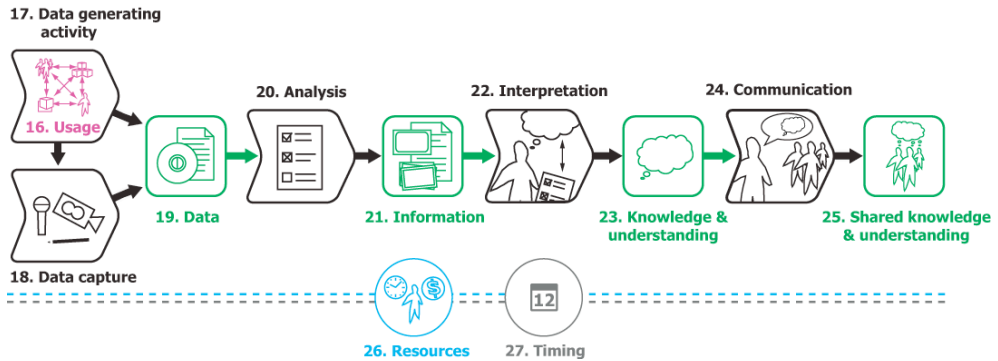 17. Data generating
activity
16. Usage
18. Data capture
19. Data
20. Analysis
21. Information
22. Interpretation
23. Knowledge &
understanding
24. Communication
25. Shared knowledge
& understanding
$
26. Resources
12
27. Timing